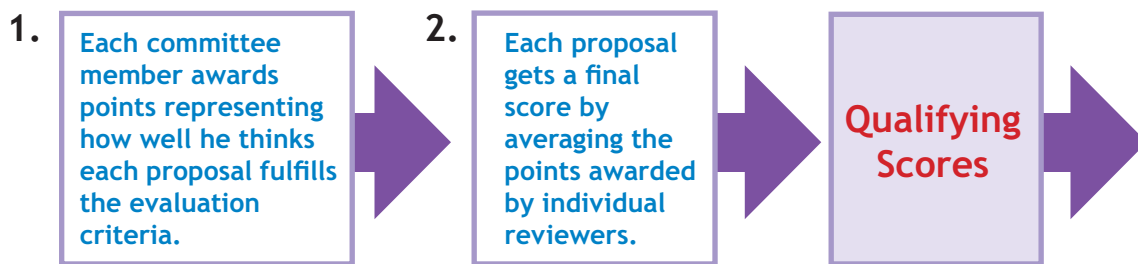 1.
Each committee
member awards
points representing
how well he thinks
each proposal fulfills
the evaluation
criteria.
2.
Each proposal
gets a final
score by
averaging the
points awarded
by individual
reviewers.
Qualifying
Scores